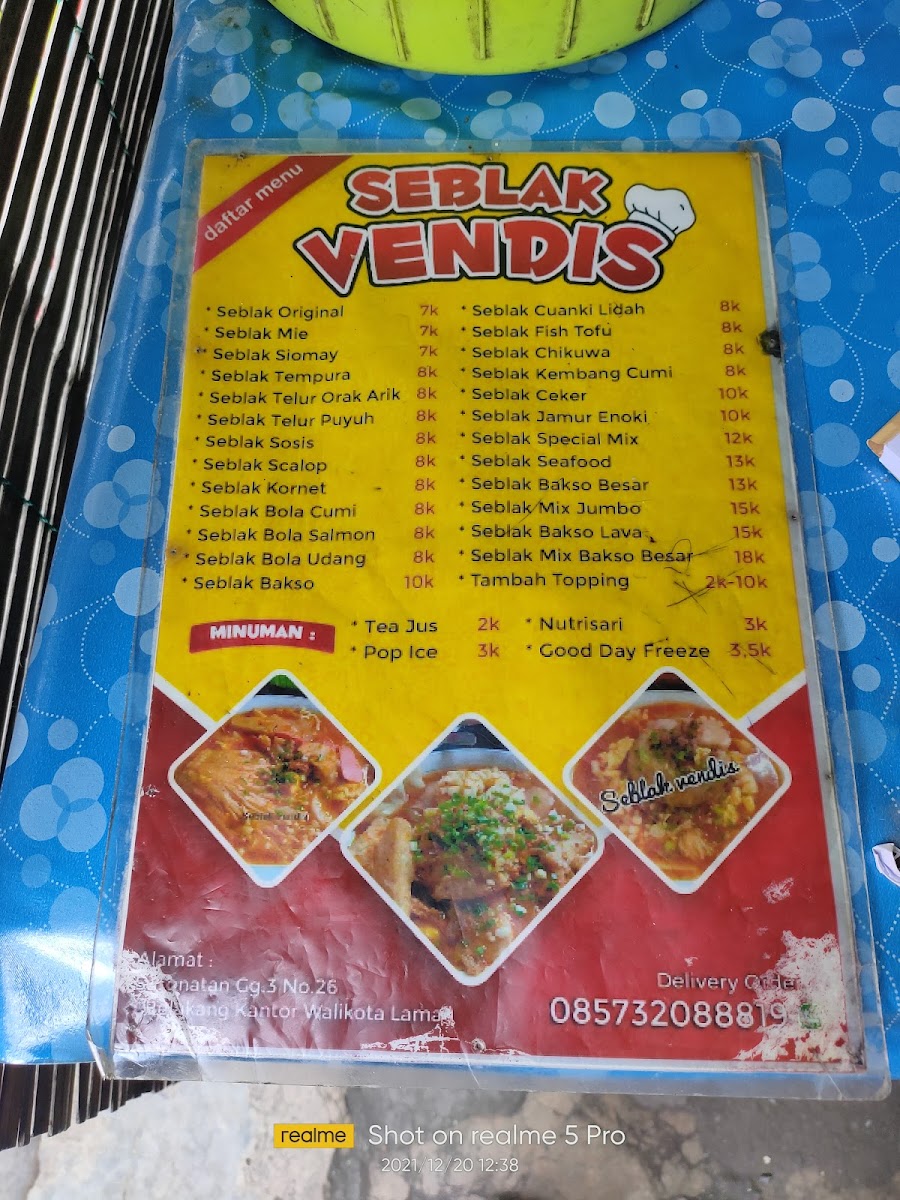 daftar menu
SEBLAK
VENDIS
* Seblak Original 7k
* Seblak Mie 7k
* Seblak Siomay 7k
* Seblak Tempura 8k
* Seblak Telur Orak Arik 8k
* Seblak Telur Puyuh 8k
* Seblak Sosis 8k
* Seblak Scalop 8k
* Seblak Kornet 8k
* Seblak Bola Cumi 8k
* Seblak Bola Salmon 8k
* Seblak Bola Udang 8k
* Seblak Bakso 10k
* Seblak Cuanki Lidah 8k
* Seblak Fish Tofu 8k
* Seblak Chikuwa 8k
* Seblak Kembang Cumi 8k
* Seblak Ceker 10k
* Seblak Jamur Enoki 10k
* Seblak Special Mix 12k
* Seblak Seafood 13k
* Seblak Bakso Besar 13k
* Seblak Mix Jumbo 15k
* Seblak Bakso Lava 15k
* Seblak Mix Bakso Besar 18k
* Tambah Topping 2k-10k
MINUMAN :
* Tea Jus 2k
* Pop Ice 3k
* Nutrisari 3k
* Good Day Freeze 3,5k
Seblak vendis
Seblak vendis
Alamat :
Gg.3 No.26
Kantor Walikota Lama
Delivery
085732088819
realme Shot on realme 5 Pro
2021/12/20 12:38